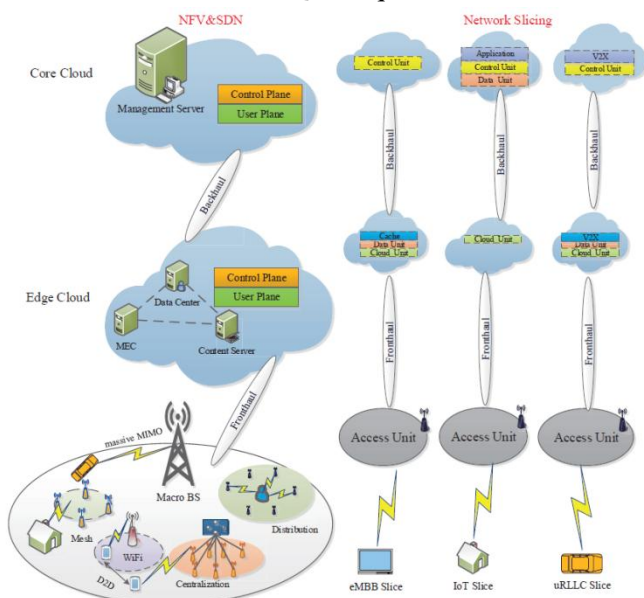 NFV&SDN
Network Slicing
Core Cloud
Management Server
Control Plane
User Plane
Control Unit
Application
Control Unit
Data Unit
V2X
Control Unit
Backhaul
Backhaul
Backhaul
Backhaul
Edge Cloud
Data Center
MEC
Content Server
Control Plane
User Plane
Cache
Data Unit
Cloud Unit
Cloud Unit
V2X
Data Unit
Cloud Unit
Fronthaul
Fronthaul
Fronthaul
Fronthaul
massive MIMO
Macro BS
Mesh
WiFi
D2D
Centralization
Distribution
Access Unit
Access Unit
Access Unit
eMBB Slice
IoT Slice
uRLLC Slice